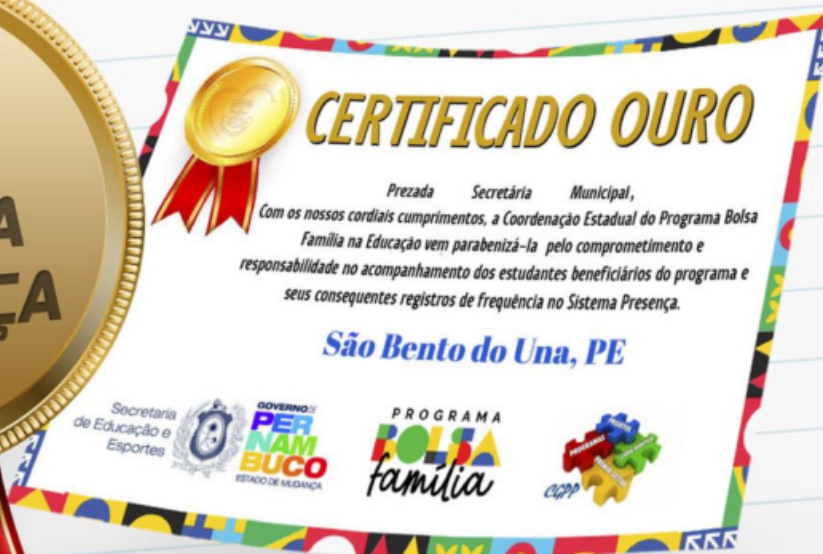 A
ÇA
CERTIFICADO OURO
Prezada Secretária Municipal,
Com os nossos cordiais cumprimentos, a Coordenação Estadual do Programa Bolsa
Família na Educação vem parabenizá-la pelo comprometimento e
responsabilidade no acompanhamento dos estudantes beneficiários do programa e
seus consequentes registros de frequência no Sistema Presença.
São Bento do Una, PE
Secretaria
de Educação e
Esportes
GOVERNO DE
PER
NAM
BUCO
ESTADO DE MUDANÇA
PROGRAMA
BOLSA
família
PROJETOS
PROGRAMAS
CGPP